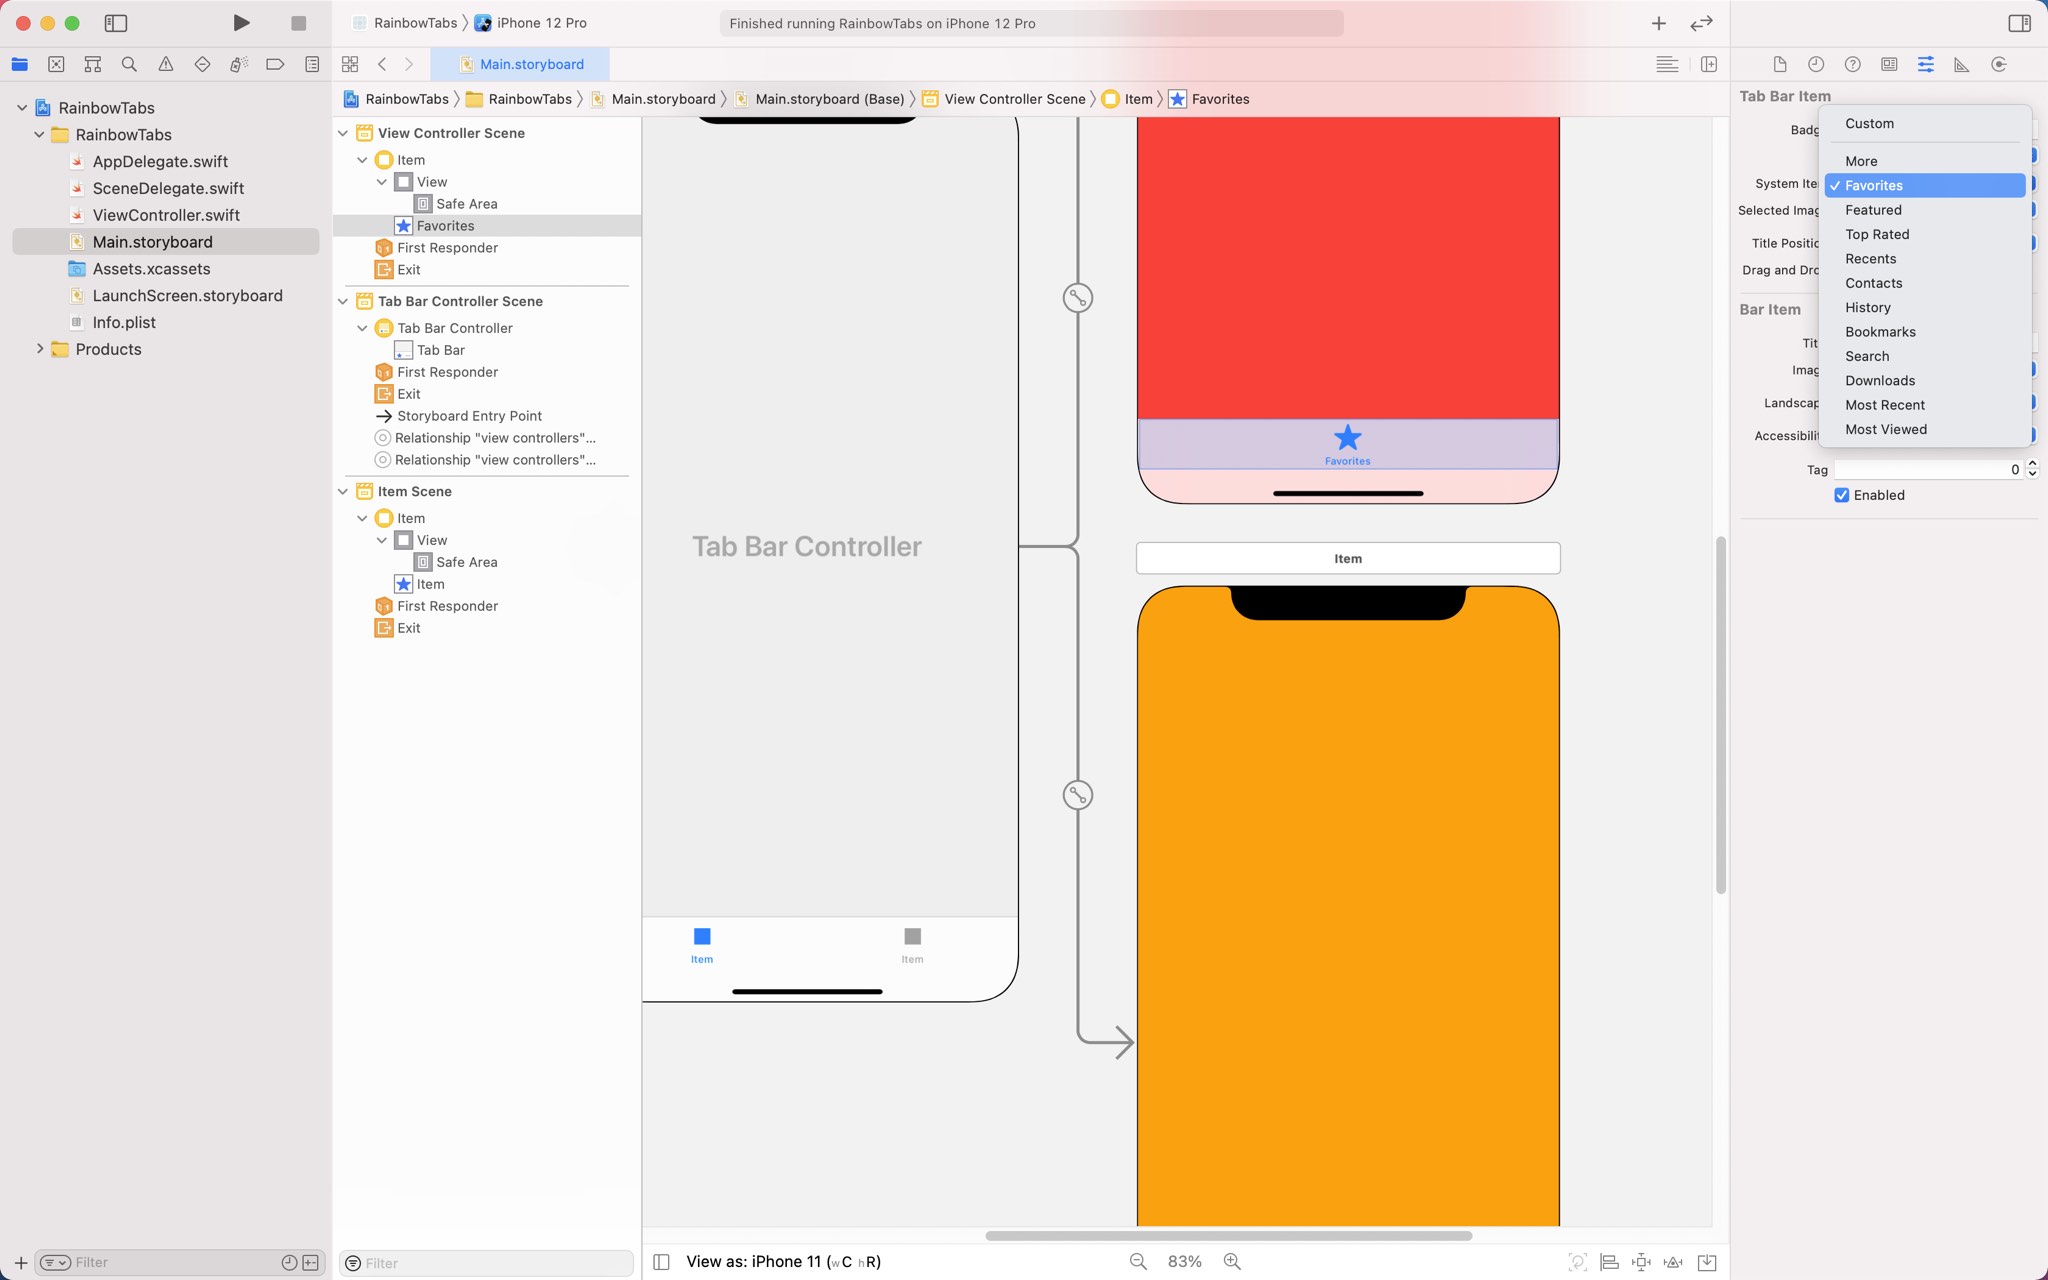 RainbowTabs
iPhone 12 Pro
Finished running RainbowTabs on iPhone 12 Pro
Main.storyboard
RainbowTabs
RainbowTabs
Main.storyboard
Main.storyboard (Base)
View Controller Scene
Item
Favorites
RainbowTabs
RainbowTabs
AppDelegate.swift
SceneDelegate.swift
ViewController.swift
Main.storyboard
Assets.xcassets
LaunchScreen.storyboard
Info.plist
Products
Filter
View Controller Scene
Item
View
Safe Area
Favorites
First Responder
Exit
Tab Bar Controller Scene
Tab Bar Controller
Tab Bar
First Responder
Exit
Storyboard Entry Point
Relationship "view controllers"...
Relationship "view controllers"...
Item Scene
Item
View
Safe Area
Item
First Responder
Exit
Filter
Tab Bar Controller
Item
Item
Favorites
Item
View as: iPhone 11 (wC hR)
83%
Tab Bar Item
Badg
System Ite
Selected Imag
Title Positio
Drag and Dro
Bar Item
Tit
Imag
Landscap
Accessibili
Tag
0
Enabled
Custom
More
Favorites
Featured
Top Rated
Recents
Contacts
History
Bookmarks
Search
Downloads
Most Recent
Most Viewed